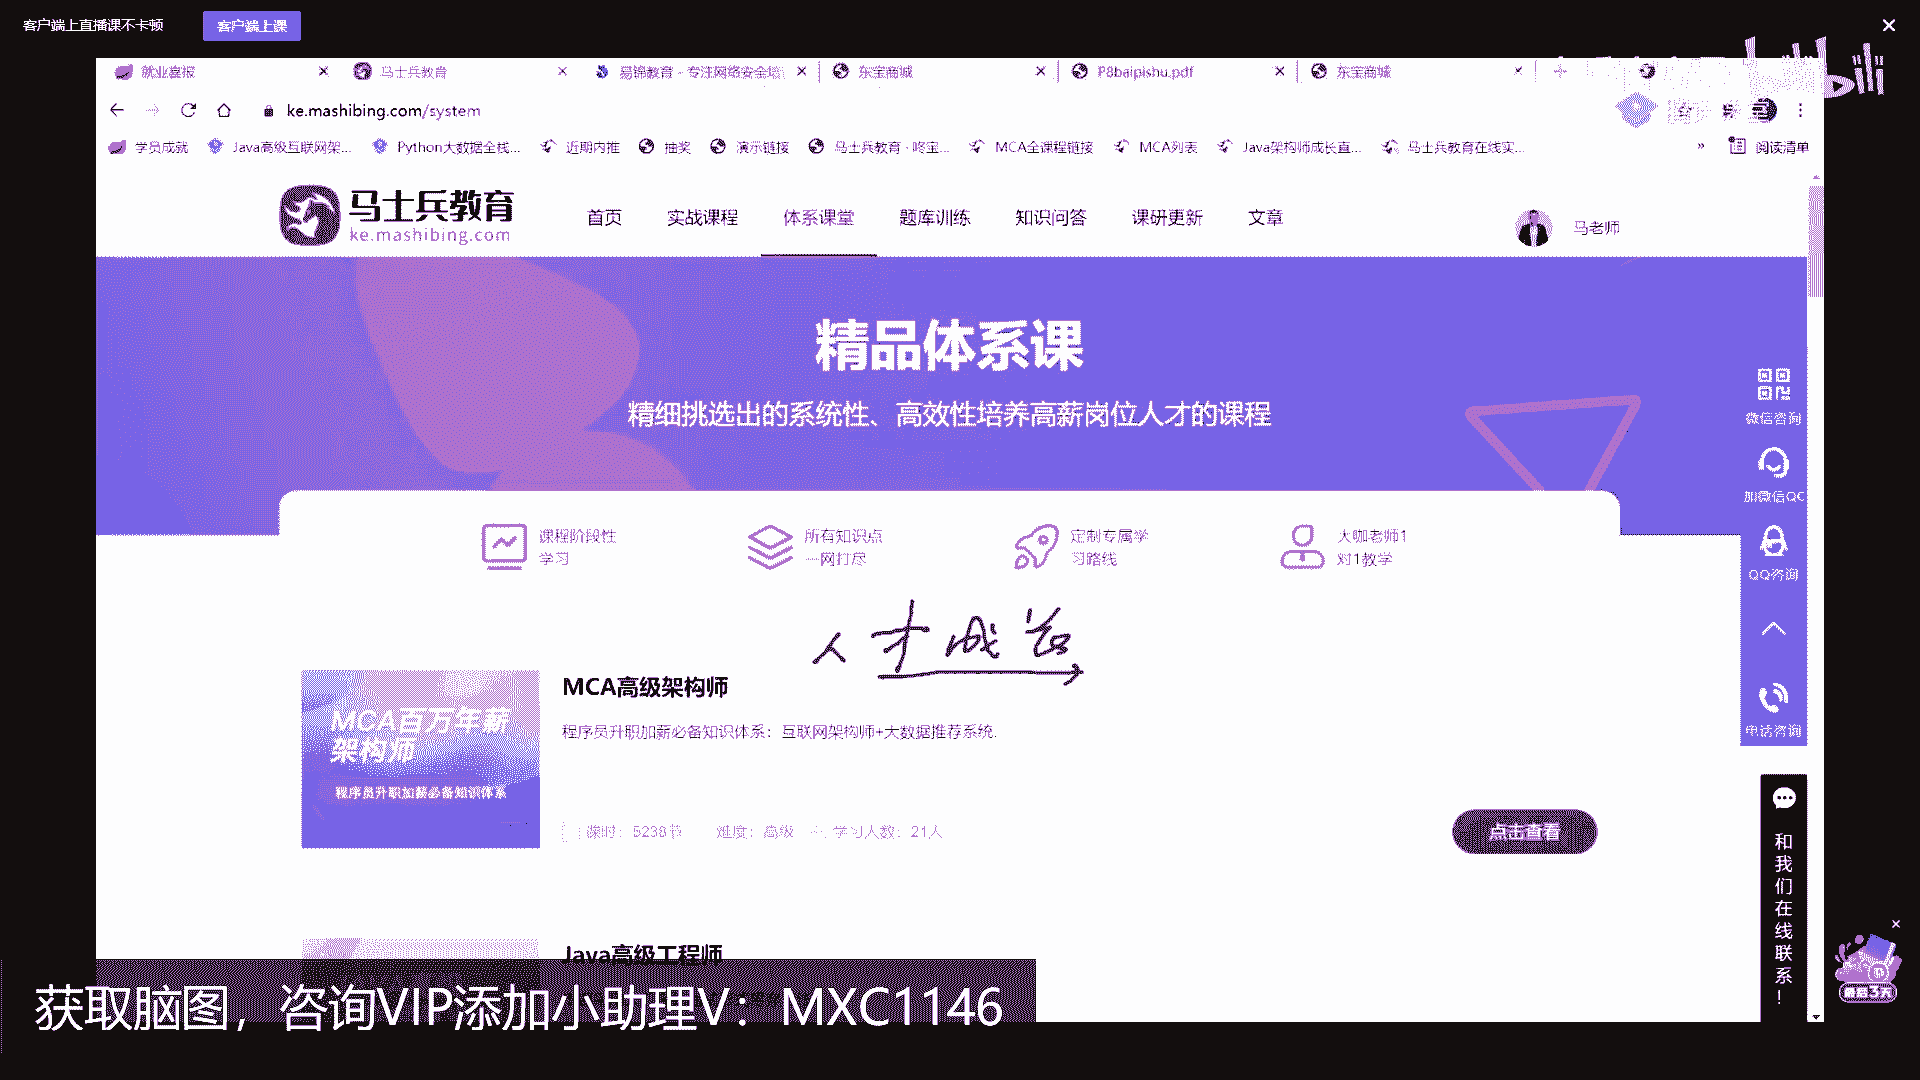 客户端上直播课不卡顿 客户端上课
就业喜报 马士兵教育 易锦教育 - 专注网络安全培 东宝商城 P8baipishu.pdf 东宝商城
ke.mashibing.com/system
学员成就 Java高级互联网架... Python大数据全栈... 近期内推 抽奖 演示链接 马士兵教育 · 咚宝... MCA全课程链接 MCA列表 Java架构师成长直... 马士兵教育在线实... » 阅读清单
马士兵教育
ke.mashibing.com
首页 实战课程 体系课堂 题库训练 知识问答 课研更新 文章 马老师
精品体系课
精细挑选出的系统性、高效性培养高薪岗位人才的课程
课程阶段性
学习
所有知识点
一网打尽
定制专属学
习路线
大咖老师1
对1教学
微信咨询
加微信QC
QQ咨询
电话咨询
人才成
MCA百万年薪
架构师
程序员升职加薪必备知识体系
MCA高级架构师
程序员升职加薪必备知识体系：互联网架构师+大数据推荐系统.
课时：5238节 难度：高级 学习人数：21人
点击查看
和我们在线联系！
Java高级工程师
获取脑图，咨询VIP添加小助理V：MXC1146
bilibili